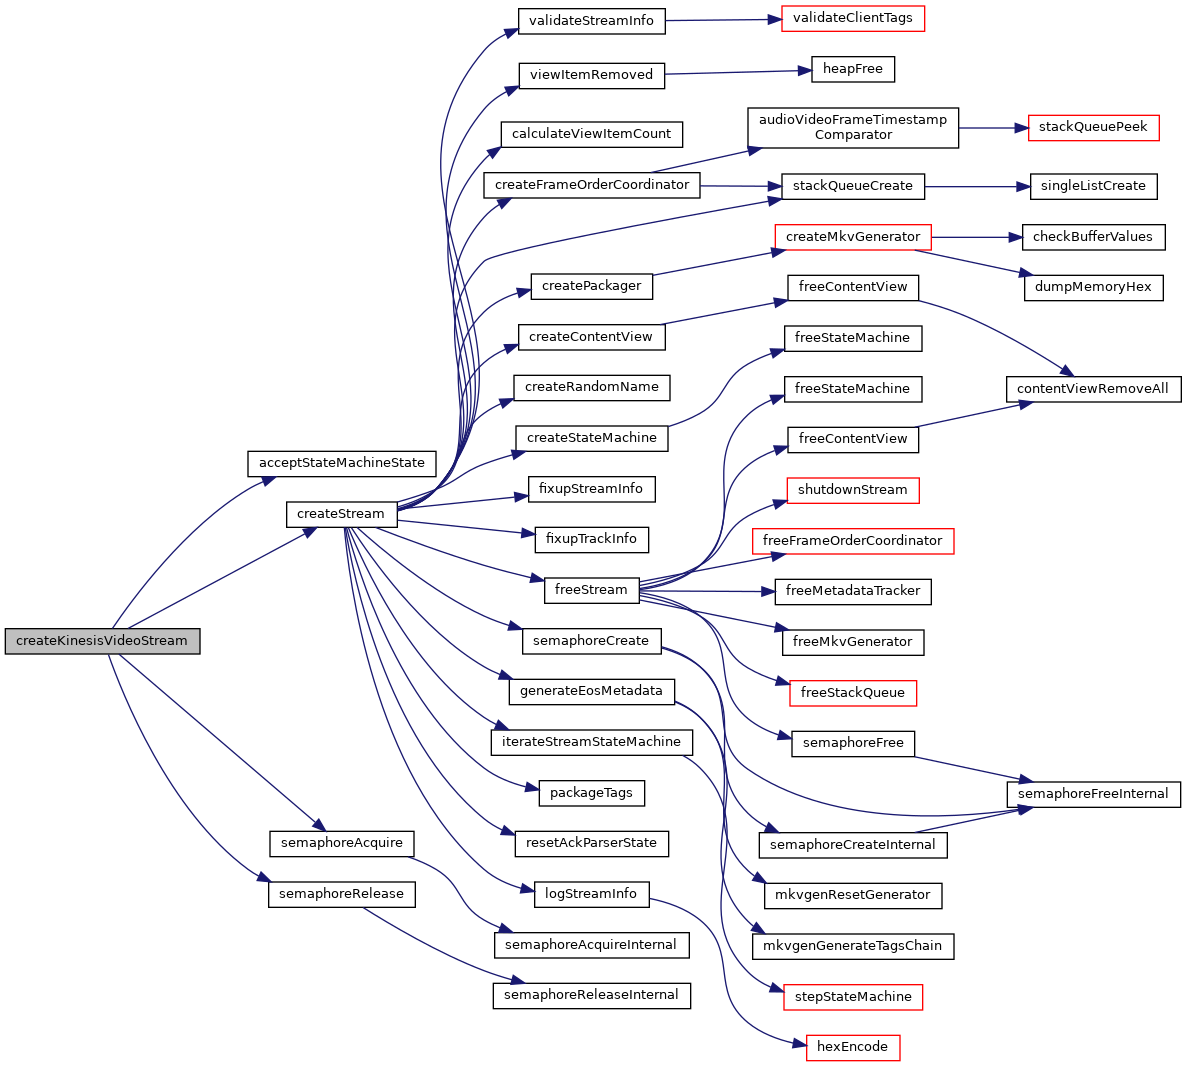 createKinesisVideoStream
acceptStateMachineState
createStream
semaphoreAcquire
semaphoreRelease
validateStreamInfo
viewItemRemoved
calculateViewItemCount
createFrameOrderCoordinator
createPackager
createContentView
createRandomName
createStateMachine
fixupStreamInfo
fixupTrackInfo
freeStream
semaphoreCreate
generateEosMetadata
iterateStreamStateMachine
packageTags
resetAckParserState
logStreamInfo
semaphoreAcquireInternal
semaphoreReleaseInternal
validateClientTags
heapFree
audioVideoFrameTimestamp
Comparator
stackQueueCreate
createMkvGenerator
freeContentView
freeStateMachine
freeStateMachine
freeContentView
shutdownStream
freeFrameOrderCoordinator
freeMetadataTracker
freeMkvGenerator
freeStackQueue
semaphoreFree
semaphoreCreateInternal
mkvgenResetGenerator
mkvgenGenerateTagsChain
stepStateMachine
hexEncode
stackQueuePeek
singleListCreate
checkBufferValues
dumpMemoryHex
contentViewRemoveAll
semaphoreFreeInternal